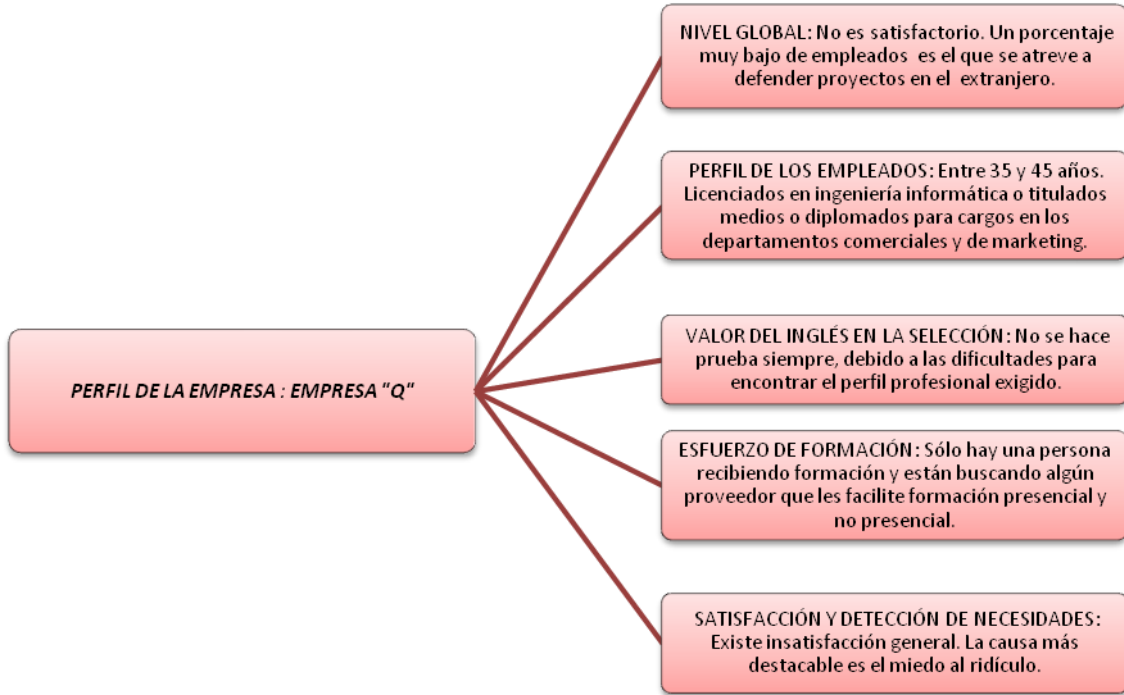 NIVEL GLOBAL: No es satisfactorio. Un porcentaje
muy bajo de empleados es el que se atreve a
defender proyectos en el extranjero.
PERFIL DE LOS EMPLEADOS: Entre 35 y 45 años.
Licenciados en ingeniería informática o titulados
medios o diplomados para cargos en los
departamentos comerciales y de marketing.
PERFIL DE LA EMPRESA : EMPRESA "Q"
VALOR DEL INGLÉS EN LA SELECCIÓN: No se hace
prueba siempre, debido a las dificultades para
encontrar el perfil profesional exigido.
ESFUERZO DE FORMACIÓN: Sólo hay una persona
recibiendo formación y están buscando algún
proveedor que les facilite formación presencial y
no presencial.
SATISFACCIÓN Y DETECCIÓN DE NECESIDADES:
Existe insatisfacción general. La causa más
destacable es el miedo al ridículo.